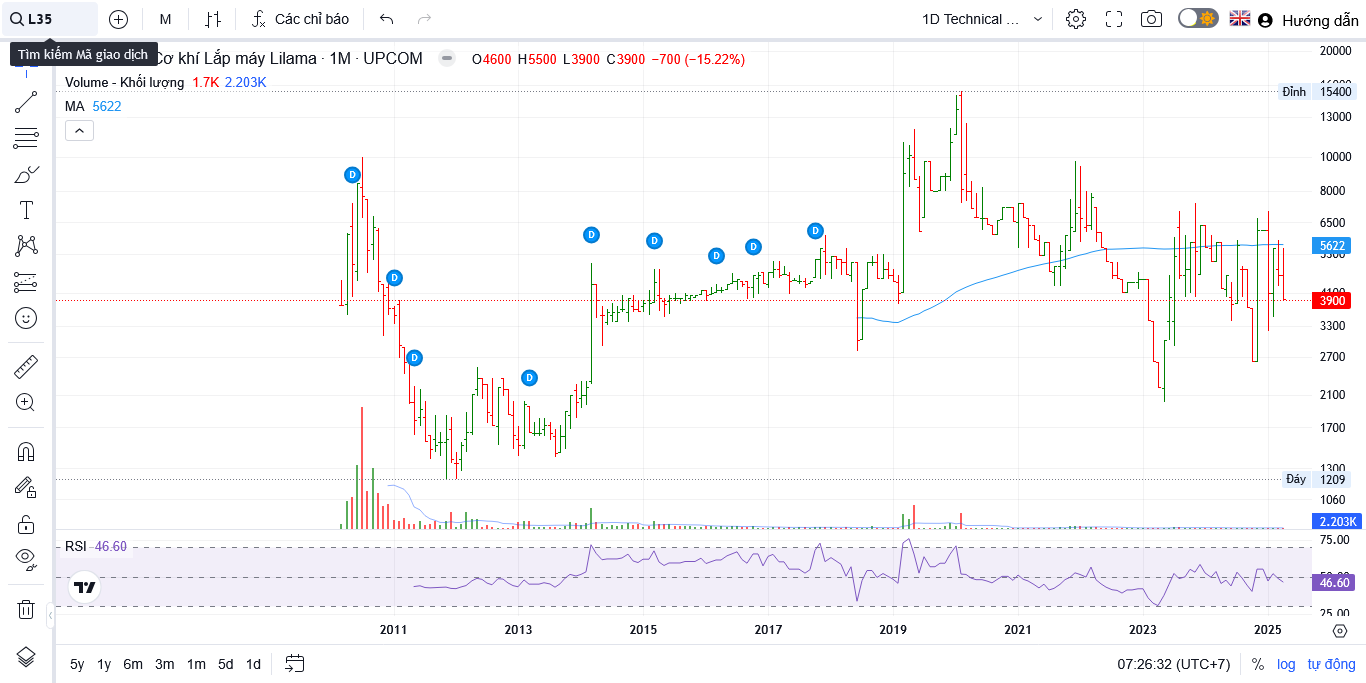 L35
M
Các chỉ báo
1D Technical ...
Hướng dẫn
Tìm kiếm Mã giao dịch
Cơ khí Lắp máy Lilama · 1M · UPCOM
O4600 H5500 L3900 C3900 −700 (−15.22%)
Volume - Khối lượng 1.7K 2.203K
MA 5622
20000
Đỉnh 15400
13000
10000
8000
6500
5622
3900
3300
2700
2100
1700
1300
Đáy 1209
1060
2.203K
D
D
D
D
D
D
D
D
D
RSI 46.60
75.00
46.60
25.00
2011 2013 2015 2017 2019 2021 2023 2025
5y 1y 6m 3m 1m 5d 1d
07:26:32 (UTC+7) % log tự động